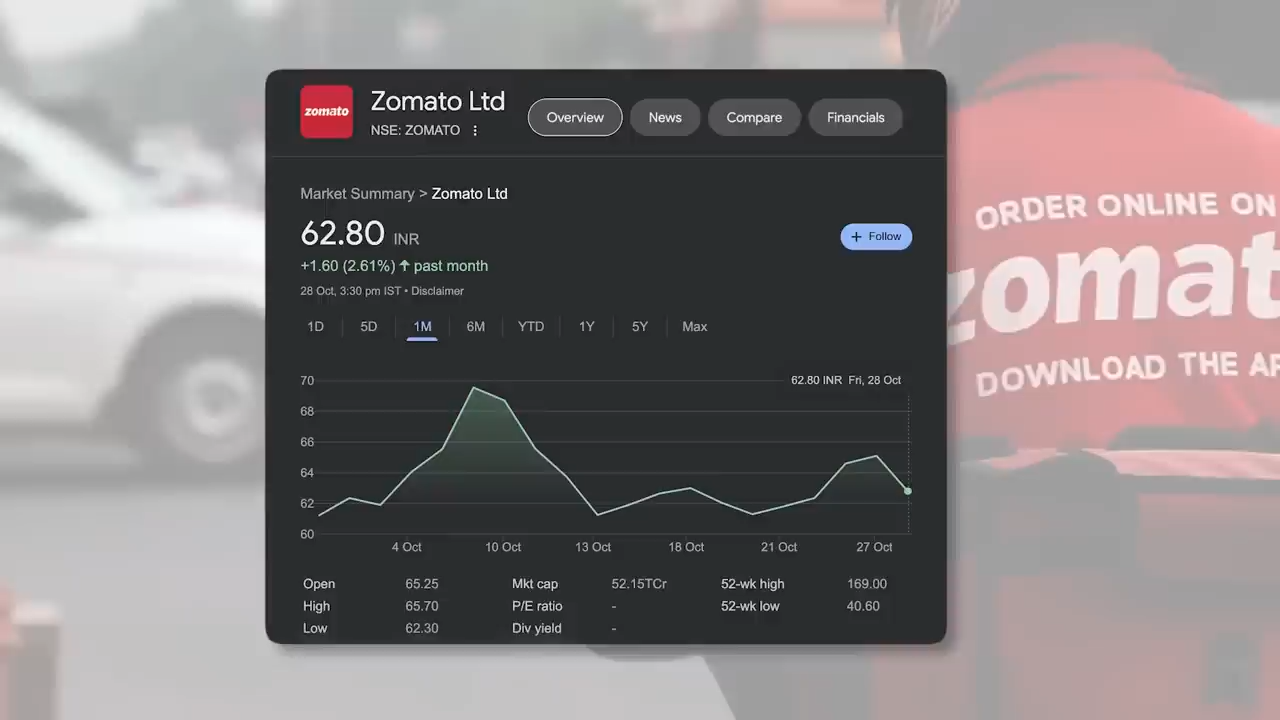 zomato
Zomato Ltd
NSE: ZOMATO
Overview
News
Compare
Financials
Market Summary > Zomato Ltd
62.80 INR
+ Follow
+1.60 (2.61%) ↑ past month
28 Oct, 3:30 pm IST • Disclaimer
1D 5D 1M 6M YTD 1Y 5Y Max
62.80 INR Fri, 28 Oct
70
68
66
64
62
60
4 Oct 10 Oct 13 Oct 18 Oct 21 Oct 27 Oct
Open 65.25 Mkt cap 52.15TCr 52-wk high 169.00
High 65.70 P/E ratio - 52-wk low 40.60
Low 62.30 Div yield -
ORDER ONLINE ON
zomat
DOWNLOAD THE AP